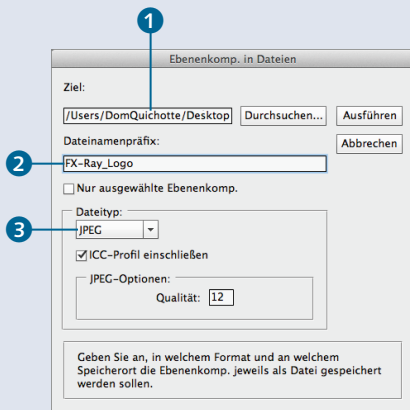 1
Ebenenkomp. in Dateien
Ziel:
/Users/DomQuichotte/Desktop Durchsuchen... Ausführen
Dateinamenpräfix: Abbrechen
2 FX-Ray_Logo
Nur ausgewählte Ebenenkomp.
Dateityp:
3 JPEG
ICC-Profil einschließen
JPEG-Optionen:
Qualität: 12
Geben Sie an, in welchem Format und an welchem
Speicherort die Ebenenkomp. jeweils als Datei gespeichert
werden sollen.